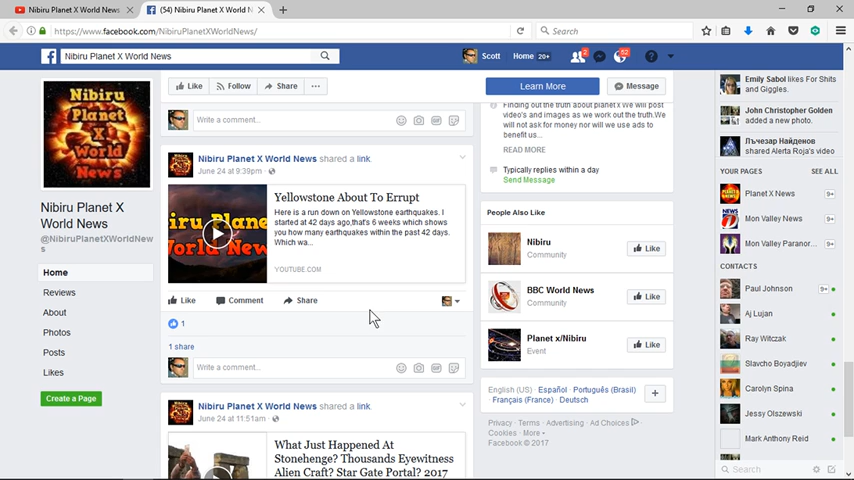 Nibiru Planet X World News
(54) Nibiru Planet X World N
https://www.facebook.com/NibiruPlanetXWorldNews/
Search
Nibiru Planet X World News
Scott
Home 20+
2
52
Like
Follow
Share
Learn More
Message
Write a comment...
Nibiru
Planet X
World
News
Nibiru Planet X
World News
@NibiruPlanetXWorldNew
s
Home
Reviews
About
Photos
Posts
Likes
Create a Page
Nibiru Planet X World News shared a link
June 24 at 9:39pm
iru Plane
World New
Yellowstone About To Errupt
Here is a run down on Yellowstone earthquakes. I
started at 42 days ago,that's 6 weeks which shows
you how many earthquakes within the past 42 days.
Which wa...
YOUTUBE.COM
Like
Comment
Share
1
1 share
Write a comment...
Nibiru Planet X World News shared a link
June 24 at 11:51am
What Just Happened At
Stonehenge? Thousands Eyewitness
Alien Craft? Star Gate Portal? 2017
Finding out the truth about planet x We will post
video's and images as we work out the truth.We
will not ask for money nor will we use ads to
benefit us...
READ MORE
Typically replies within a day
Send Message
People Also Like
Nibiru
Community
Like
BBC World News
Community
Like
Planet x/Nibiru
Event
Like
English (US) · Español · Português (Brasil) ·
Français (France) · Deutsch
Privacy · Terms · Advertising · Ad Choices
Cookies · More
Facebook © 2017
Emily Sabol likes For Shits
and Giggles.
John Christopher Golden
added a new photo.
Лъчезар Найденов
shared Alerta Roja's video
YOUR PAGES
SEE ALL
Planet X News
9+
Mon Valley News
9+
Mon Valley Paranor...
9+
CONTACTS
Paul Johnson
9+
Aj Lujan
Ray Witczak
Slavcho Boyadjiev
Carolyn Spina
Jessy Olszewski
Mark Anthony Reid
Search